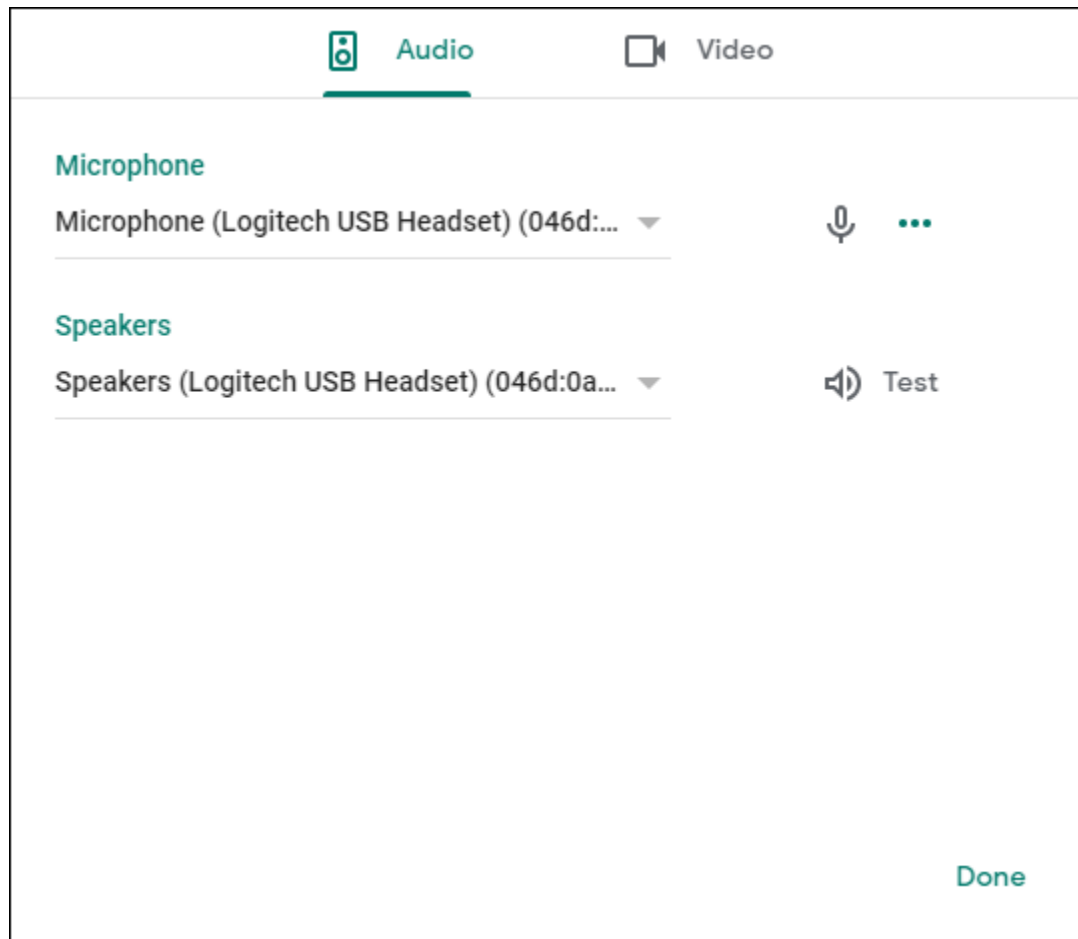 Audio Video
Microphone
Microphone (Logitech USB Headset) (046d:...
Speakers
Speakers (Logitech USB Headset) (046d:0a...
Test
Done